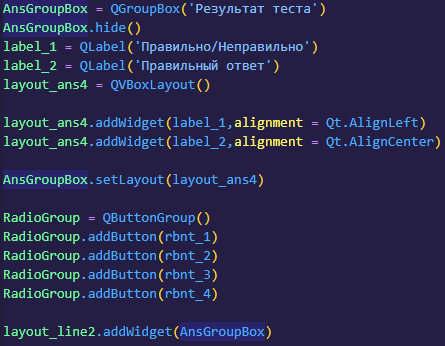 AnsGroupBox = QGroupBox('Результат теста')
AnsGroupBox.hide()
label_1 = QLabel('Правильно/Неправильно')
label_2 = QLabel('Правильный ответ')
layout_ans4 = QVBoxLayout()
layout_ans4.addWidget(label_1,alignment = Qt.AlignLeft)
layout_ans4.addWidget(label_2,alignment = Qt.AlignCenter)
AnsGroupBox.setLayout(layout_ans4)
RadioGroup = QButtonGroup()
RadioGroup.addButton(rbnt_1)
RadioGroup.addButton(rbnt_2)
RadioGroup.addButton(rbnt_3)
RadioGroup.addButton(rbnt_4)
layout_line2.addWidget(AnsGroupBox)